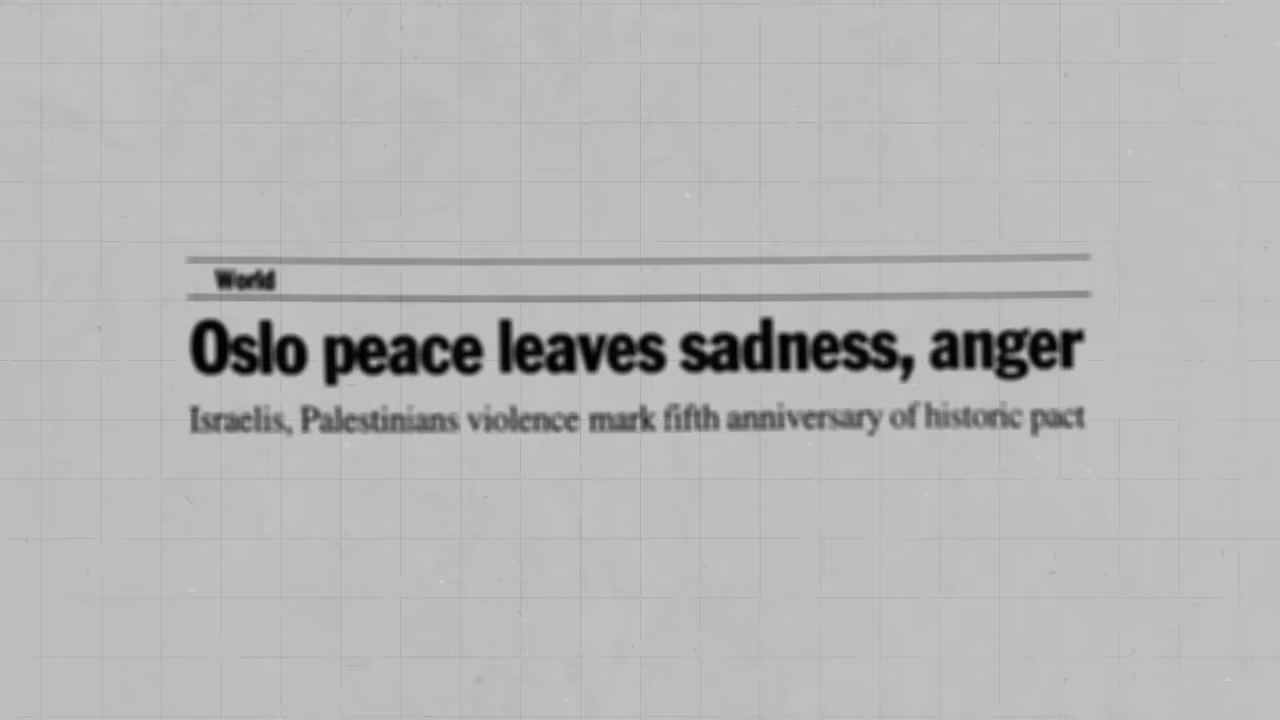 World
Oslo peace leaves sadness, anger
Israelis, Palestinians violence mark fifth anniversary of historic pact